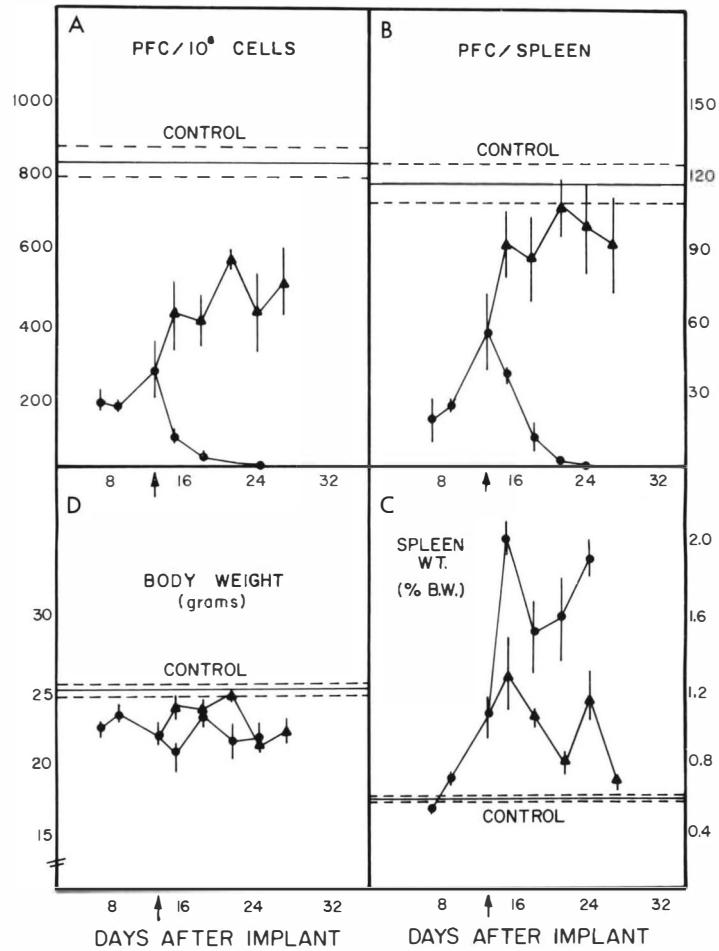 A
PFC/10⁶ CELLS
1000
800
600
400
200
CONTROL
8 16 24 32
B
PFC/SPLEEN
150
120
90
60
30
CONTROL
8 16 24 32
D
BODY WEIGHT
(grams)
30
25
20
15
CONTROL
8 16 24 32
DAYS AFTER IMPLANT
C
SPLEEN
WT.
(% B.W.)
2.0
1.6
1.2
0.8
0.4
CONTROL
8 16 24 32
DAYS AFTER IMPLANT